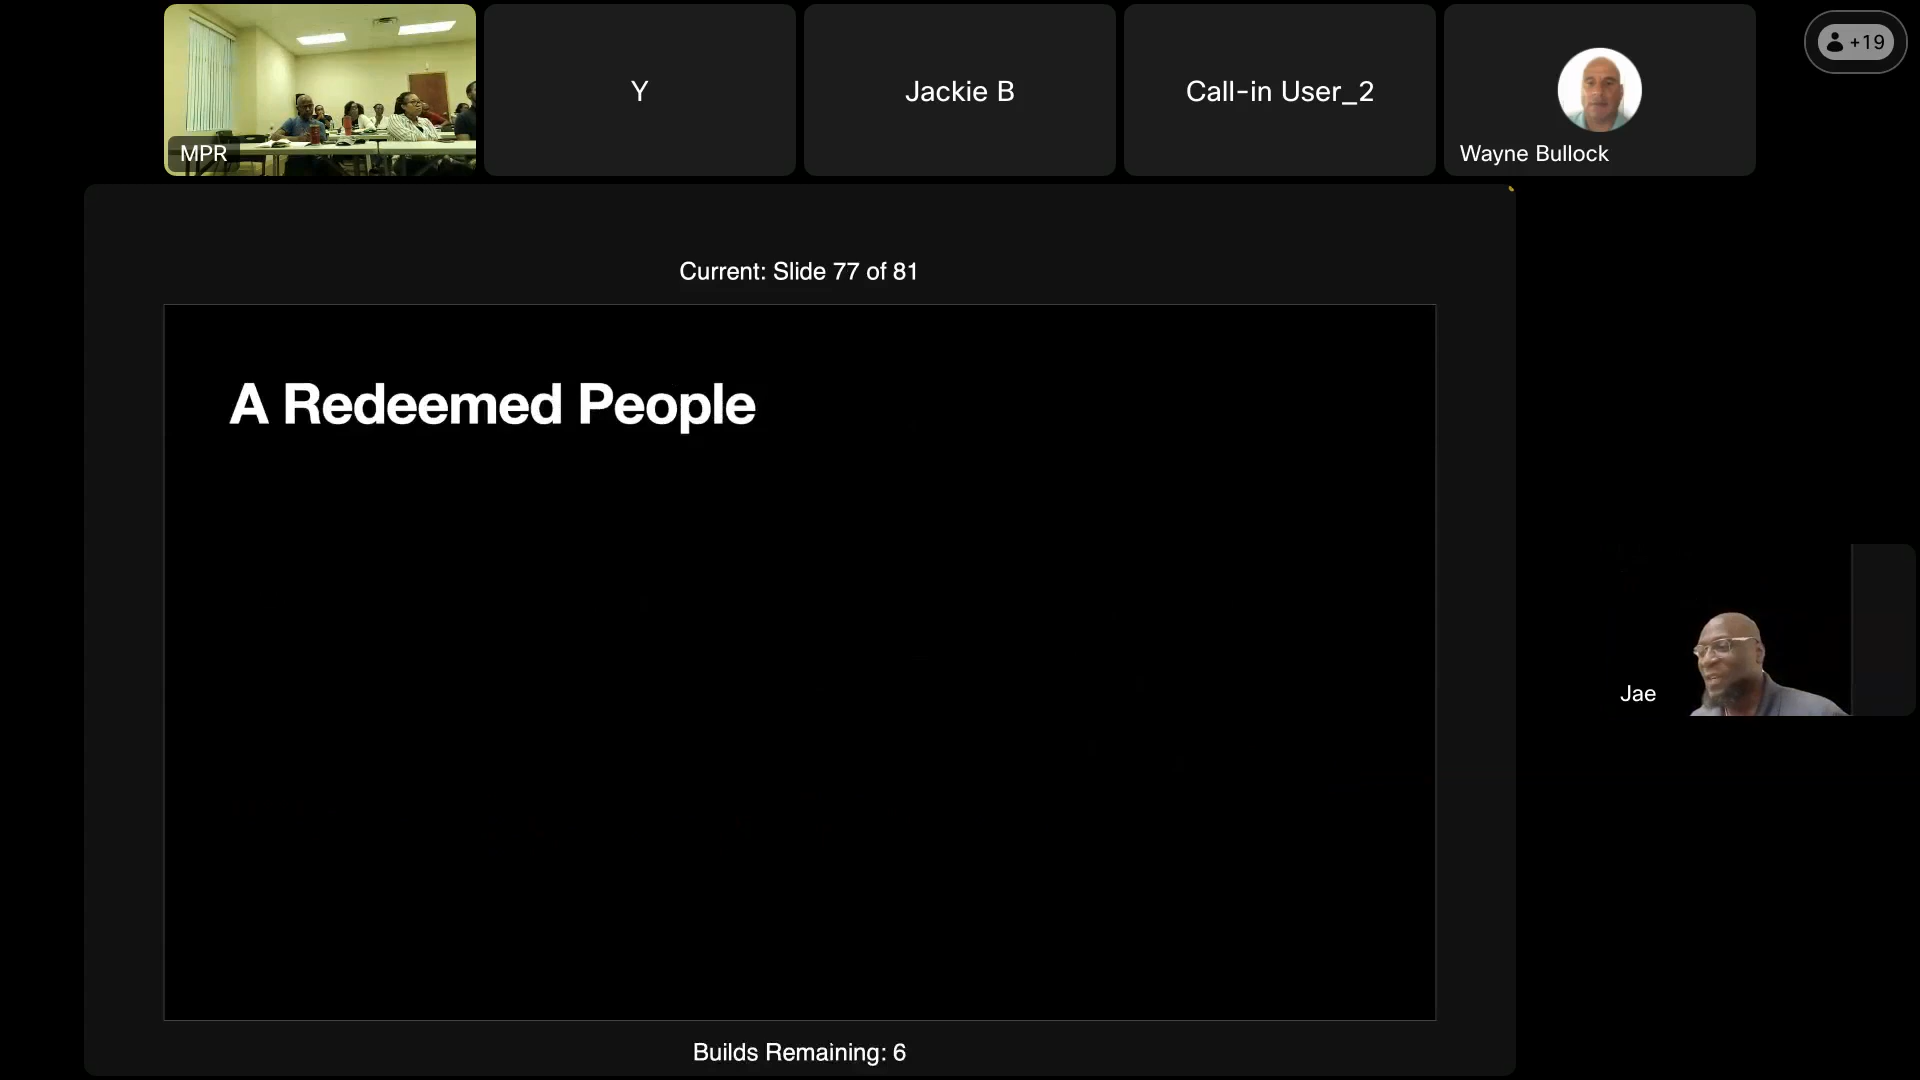 MPR
Y
Jackie B
Call-in User_2
Wayne Bullock
+19
Current: Slide 77 of 81
A Redeemed People
Jae
Builds Remaining: 6